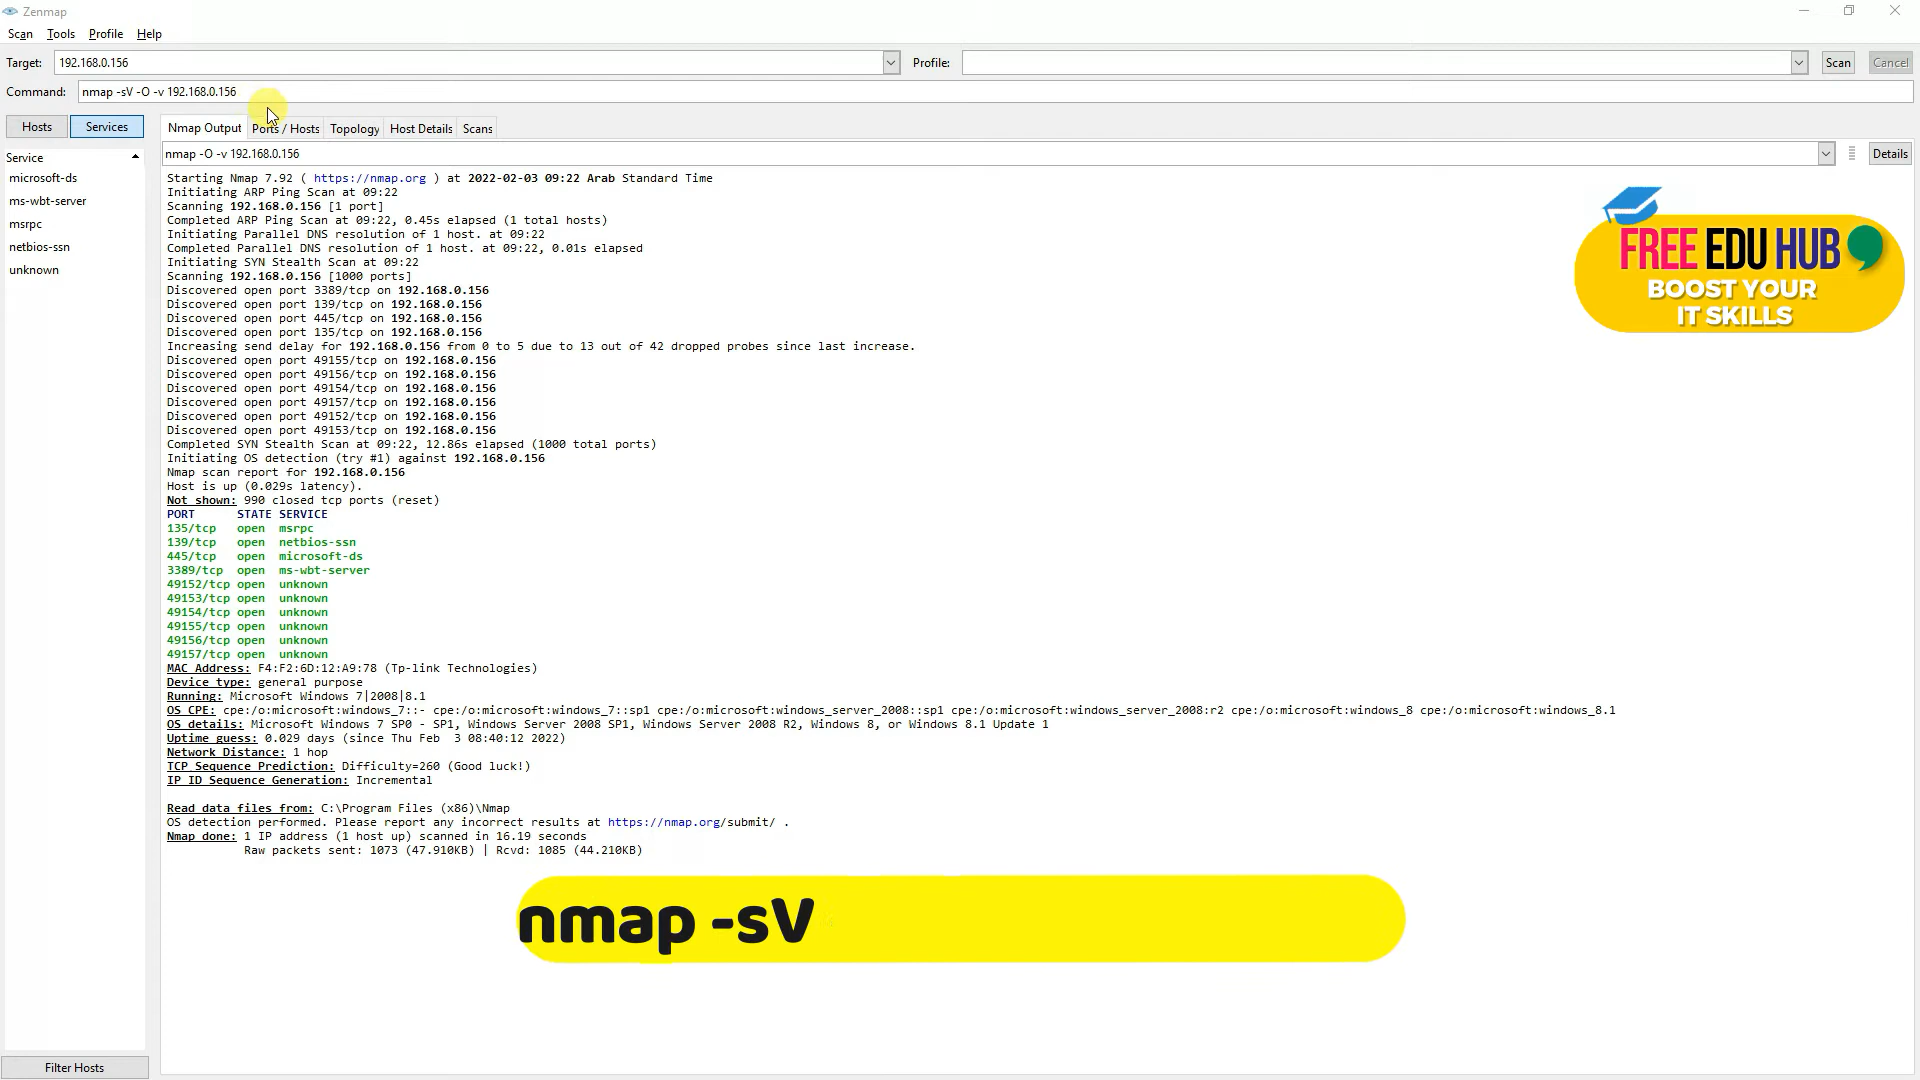 Zenmap
Scan Tools Profile Help
Target: 192.168.0.156 Profile: Scan Cancel
Command: nmap -sV -O -v 192.168.0.156
Hosts Services
Nmap Output Ports / Hosts Topology Host Details Scans
Service
microsoft-ds
ms-wbt-server
msrpc
netbios-ssn
unknown
nmap -O -v 192.168.0.156 Details
Starting Nmap 7.92 ( https://nmap.org ) at 2022-02-03 09:22 Arab Standard Time
Initiating ARP Ping Scan at 09:22
Scanning 192.168.0.156 [1 port]
Completed ARP Ping Scan at 09:22, 0.45s elapsed (1 total hosts)
Initiating Parallel DNS resolution of 1 host. at 09:22
Completed Parallel DNS resolution of 1 host. at 09:22, 0.01s elapsed
Initiating SYN Stealth Scan at 09:22
Scanning 192.168.0.156 [1000 ports]
Discovered open port 3389/tcp on 192.168.0.156
Discovered open port 139/tcp on 192.168.0.156
Discovered open port 445/tcp on 192.168.0.156
Discovered open port 135/tcp on 192.168.0.156
Increasing send delay for 192.168.0.156 from 0 to 5 due to 13 out of 42 dropped probes since last increase.
Discovered open port 49155/tcp on 192.168.0.156
Discovered open port 49156/tcp on 192.168.0.156
Discovered open port 49154/tcp on 192.168.0.156
Discovered open port 49157/tcp on 192.168.0.156
Discovered open port 49152/tcp on 192.168.0.156
Discovered open port 49153/tcp on 192.168.0.156
Completed SYN Stealth Scan at 09:22, 12.86s elapsed (1000 total ports)
Initiating OS detection (try #1) against 192.168.0.156
Nmap scan report for 192.168.0.156
Host is up (0.029s latency).
Not shown: 990 closed tcp ports (reset)
PORT STATE SERVICE
135/tcp open msrpc
139/tcp open netbios-ssn
445/tcp open microsoft-ds
3389/tcp open ms-wbt-server
49152/tcp open unknown
49153/tcp open unknown
49154/tcp open unknown
49155/tcp open unknown
49156/tcp open unknown
49157/tcp open unknown
MAC Address: F4:F2:6D:12:A9:78 (Tp-link Technologies)
Device type: general purpose
Running: Microsoft Windows 7|2008|8.1
OS CPE: cpe:/o:microsoft:windows_7::- cpe:/o:microsoft:windows_7::sp1 cpe:/o:microsoft:windows_server_2008::sp1 cpe:/o:microsoft:windows_server_2008:r2 cpe:/o:microsoft:windows_8 cpe:/o:microsoft:windows_8.1
OS details: Microsoft Windows 7 SP0 - SP1, Windows Server 2008 SP1, Windows Server 2008 R2, Windows 8, or Windows 8.1 Update 1
Uptime guess: 0.029 days (since Thu Feb 3 08:40:12 2022)
Network Distance: 1 hop
TCP Sequence Prediction: Difficulty=260 (Good luck!)
IP ID Sequence Generation: Incremental
Read data files from: C:\Program Files (x86)\Nmap
OS detection performed. Please report any incorrect results at https://nmap.org/submit/ .
Nmap done: 1 IP address (1 host up) scanned in 16.19 seconds
Raw packets sent: 1073 (47.910KB) | Rcvd: 1085 (44.210KB)
FREE EDU HUB
BOOST YOUR
IT SKILLS
nmap -sV
Filter Hosts